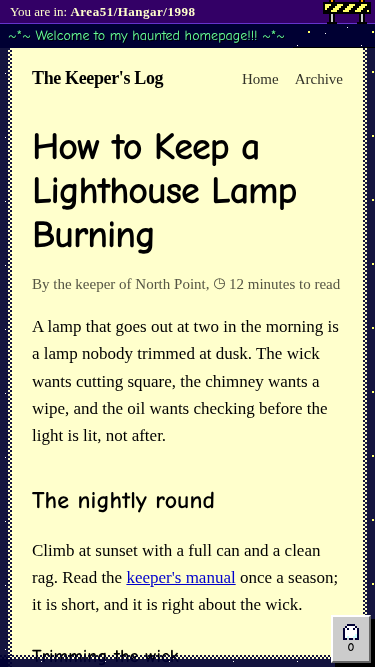 You are in: Area51/Hangar/1998
~*~ Welcome to my haunted homepage!!! ~*~
The Keeper's Log
Home
Archive
How to Keep a
Lighthouse Lamp
Burning
By the keeper of North Point, 12 minutes to read
A lamp that goes out at two in the morning is
a lamp nobody trimmed at dusk. The wick
wants cutting square, the chimney wants a
wipe, and the oil wants checking before the
light is lit, not after.
The nightly round
Climb at sunset with a full can and a clean
rag. Read the keeper's manual once a season;
it is short, and it is right about the wick.
Trimming the wick
0